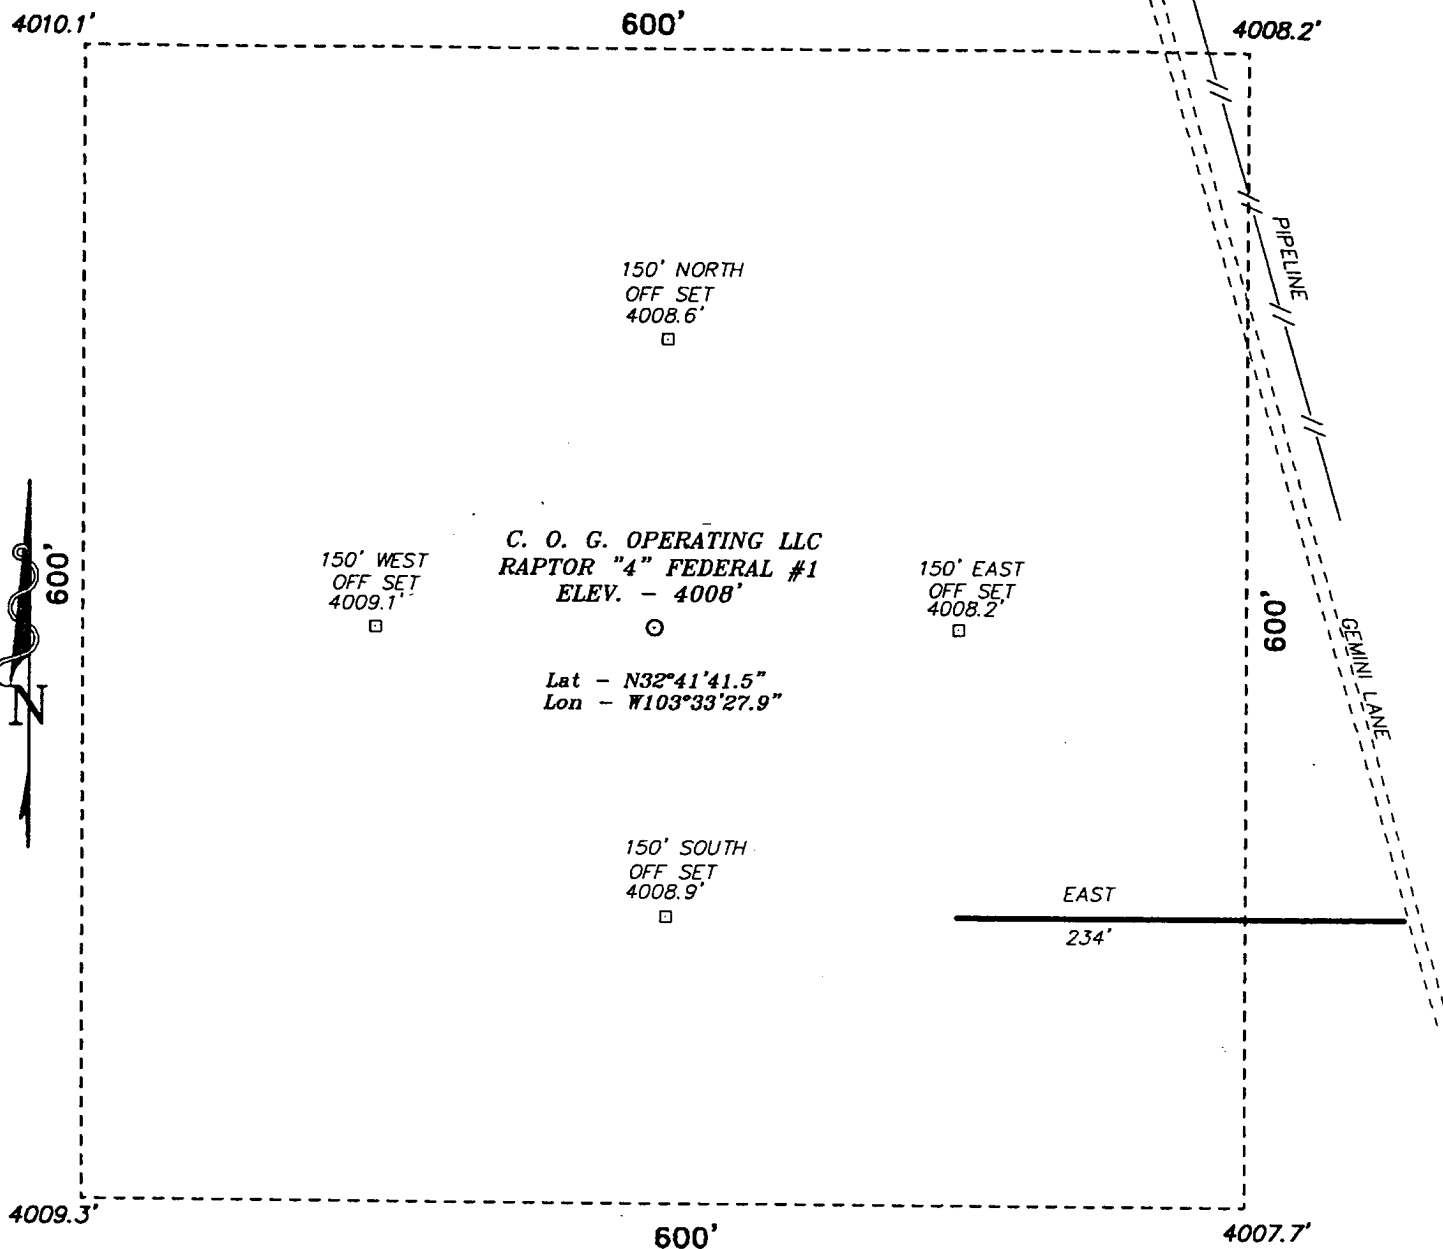 4010.1'
600'
4008.2'
PIPELINE
150' NORTH
OFF SET
4008.6'
600'
150' WEST
OFF SET
4009.1'
C. O. G. OPERATING LLC
RAPTOR "4" FEDERAL #1
ELEV. - 4008'
150' EAST
OFF SET
4008.2'
600'
GEMINI LANE
Lat - N32°41'41.5"
Lon - W103°33'27.9"
N
150' SOUTH
OFF SET
4008.9'
EAST
234'
4009.3'
600'
4007.7'